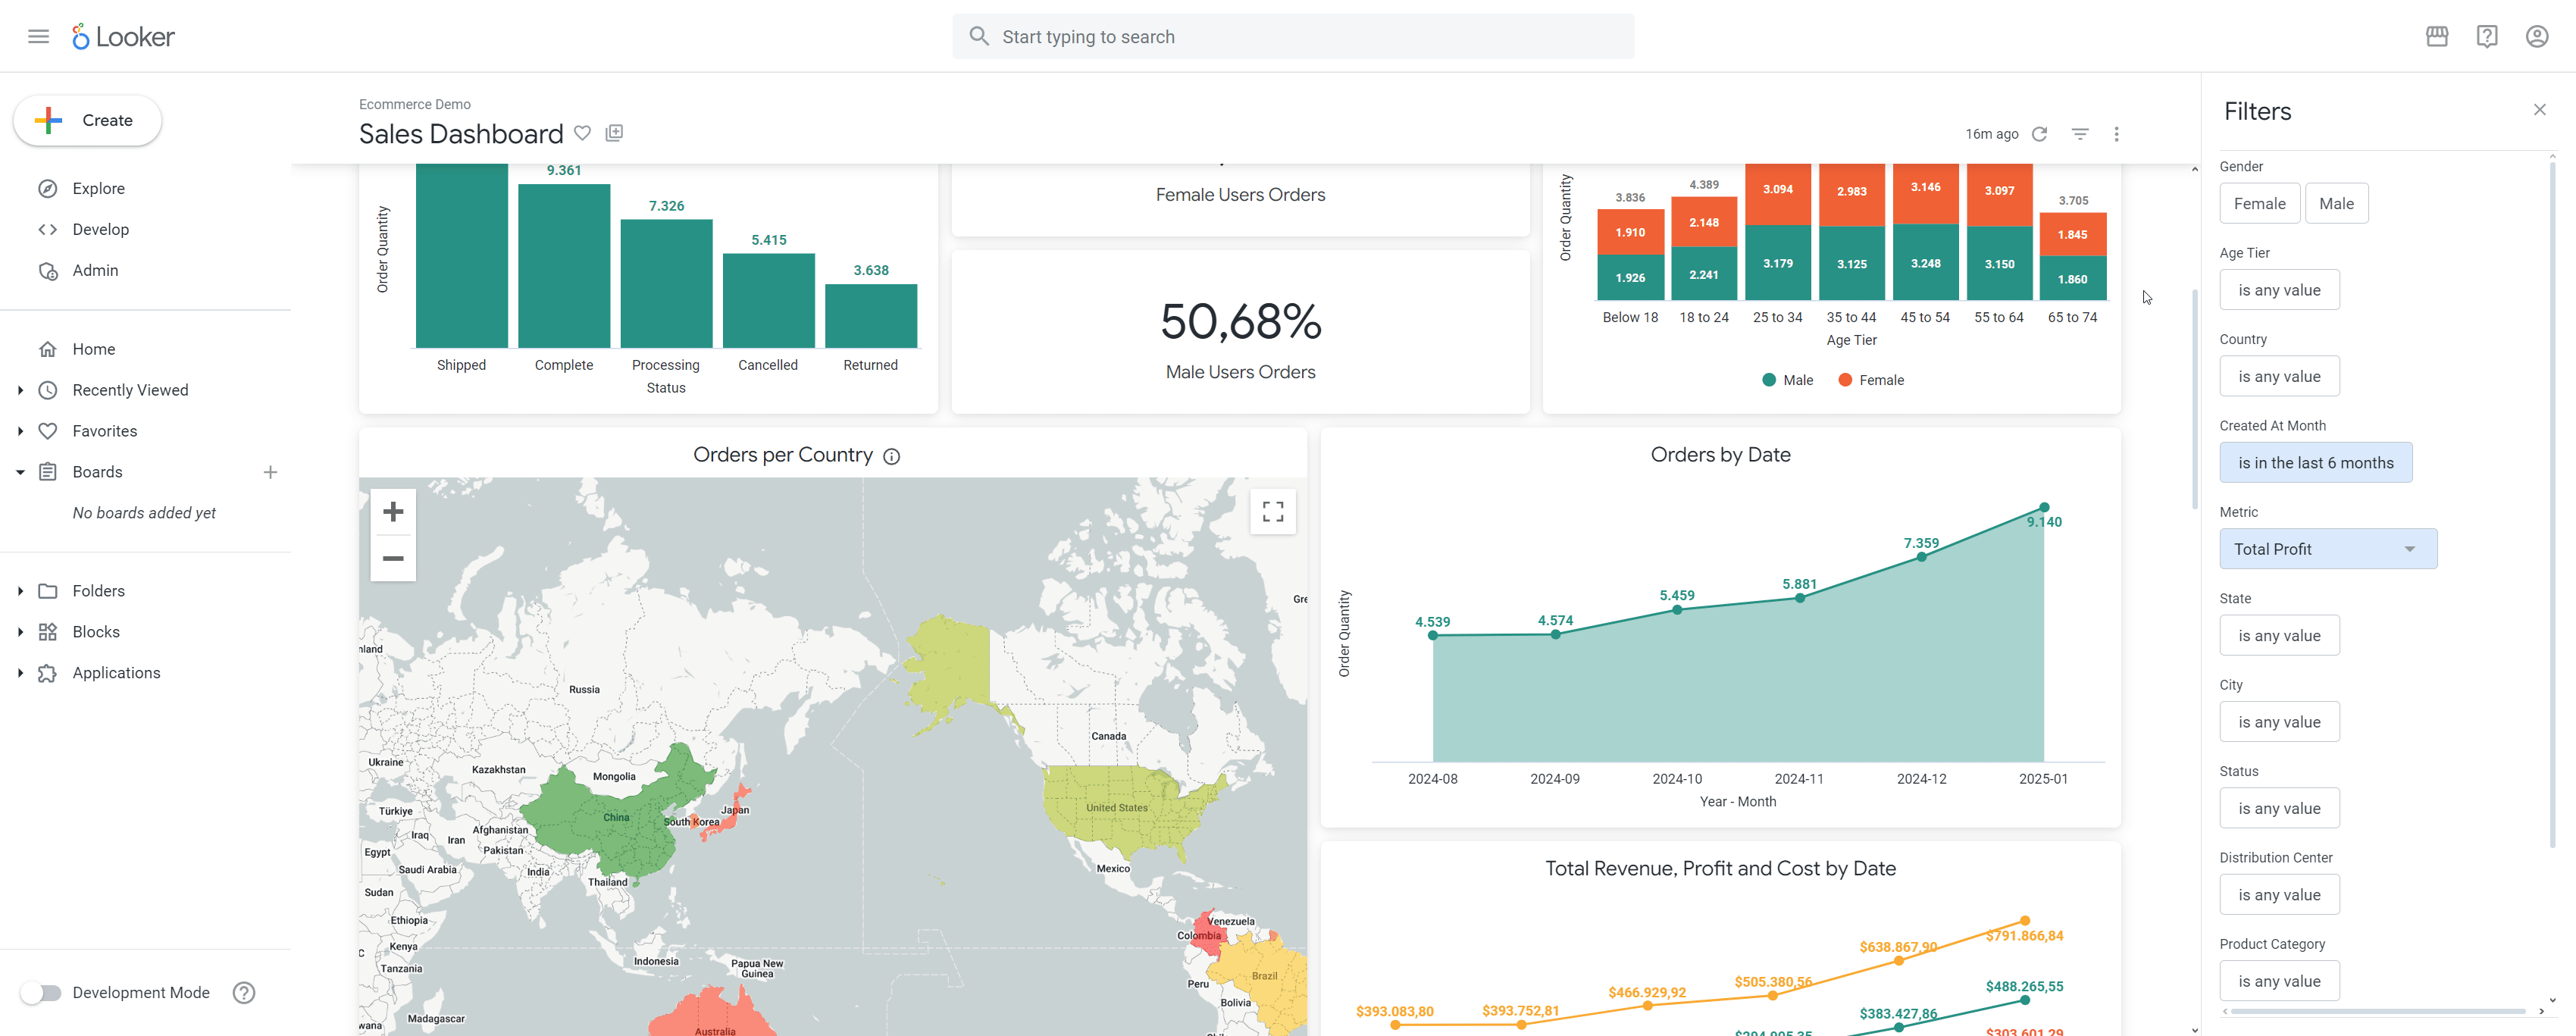 Looker
Start typing to search
Create
Explore
Develop
Admin
Home
Recently Viewed
Favorites
Boards
No boards added yet
Folders
Blocks
Applications
Development Mode
Ecommerce Demo
Sales Dashboard
16m ago
Order Quantity
9.361
7.326
5.415
3.638
Shipped Complete Processing Cancelled Returned
Status
Female Users Orders
50,68%
Male Users Orders
Order Quantity
3.836 4.389 3.705
1.910 2.148 3.094 2.983 3.146 3.097 1.845
1.926 2.241 3.179 3.125 3.248 3.150 1.860
Below 18 18 to 24 25 to 34 35 to 44 45 to 54 55 to 64 65 to 74
Age Tier
Male Female
Orders per Country
Gre
nland
Russia
Canada
Ukraine
Kazakhstan
Mongolia
Türkiye
China
South Korea
Japan
United States
Iraq
Iran
Afghanistan
Pakistan
Egypt
Saudi Arabia
India
Thailand
Mexico
Sudan
Ethiopia
Venezuela
Colombia
Kenya
Indonesia
Papua New
Guinea
C
Tanzania
Brazil
Peru
Bolivia
Madagascar
wana
Australia
Orders by Date
Order Quantity
4.539
4.574
5.459
5.881
7.359
9.140
2024-08 2024-09 2024-10 2024-11 2024-12 2025-01
Year - Month
Total Revenue, Profit and Cost by Date
$393.083,80
$393.752,81
$466.929,92
$505.380,56
$638.867,90
$791.866,84
$383.427,86
$488.265,55
Filters
Gender
Female Male
Age Tier
is any value
Country
is any value
Created At Month
is in the last 6 months
Metric
Total Profit
State
is any value
City
is any value
Status
is any value
Distribution Center
is any value
Product Category
is any value